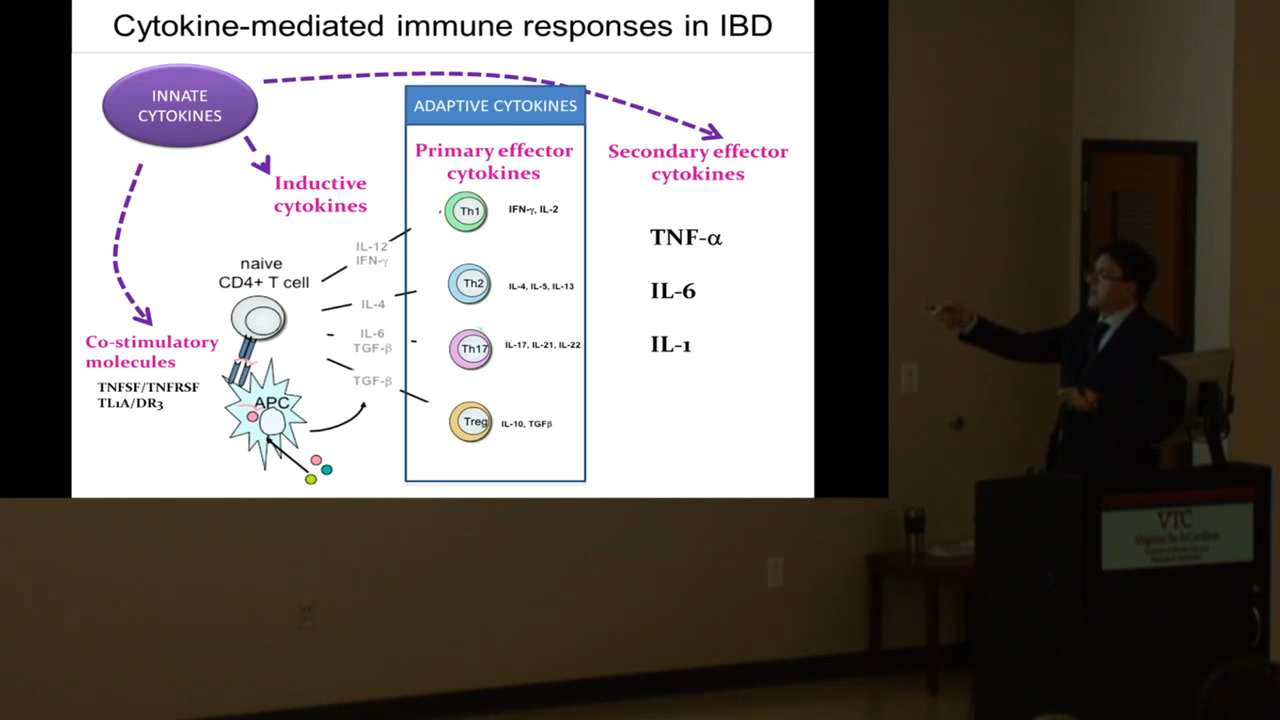 Cytokine-mediated immune responses in IBD
INNATE
CYTOKINES
ADAPTIVE CYTOKINES
Primary effector
cytokines
Secondary effector
cytokines
Inductive
cytokines
Th1
IFN-γ, IL-2
TNF-α
IL-12
IFN-γ
naive
CD4+ T cell
Th2
IL-4, IL-5, IL-13
IL-6
IL-4
IL-6
TGF-β
Th17
IL-17, IL-21, IL-22
IL-1
Co-stimulatory
molecules
TNFSF/TNFRSF
TL1A/DR3
TGF-β
APC
Treg
IL-10, TGFβ
VTC
Virginia Tech Carilion